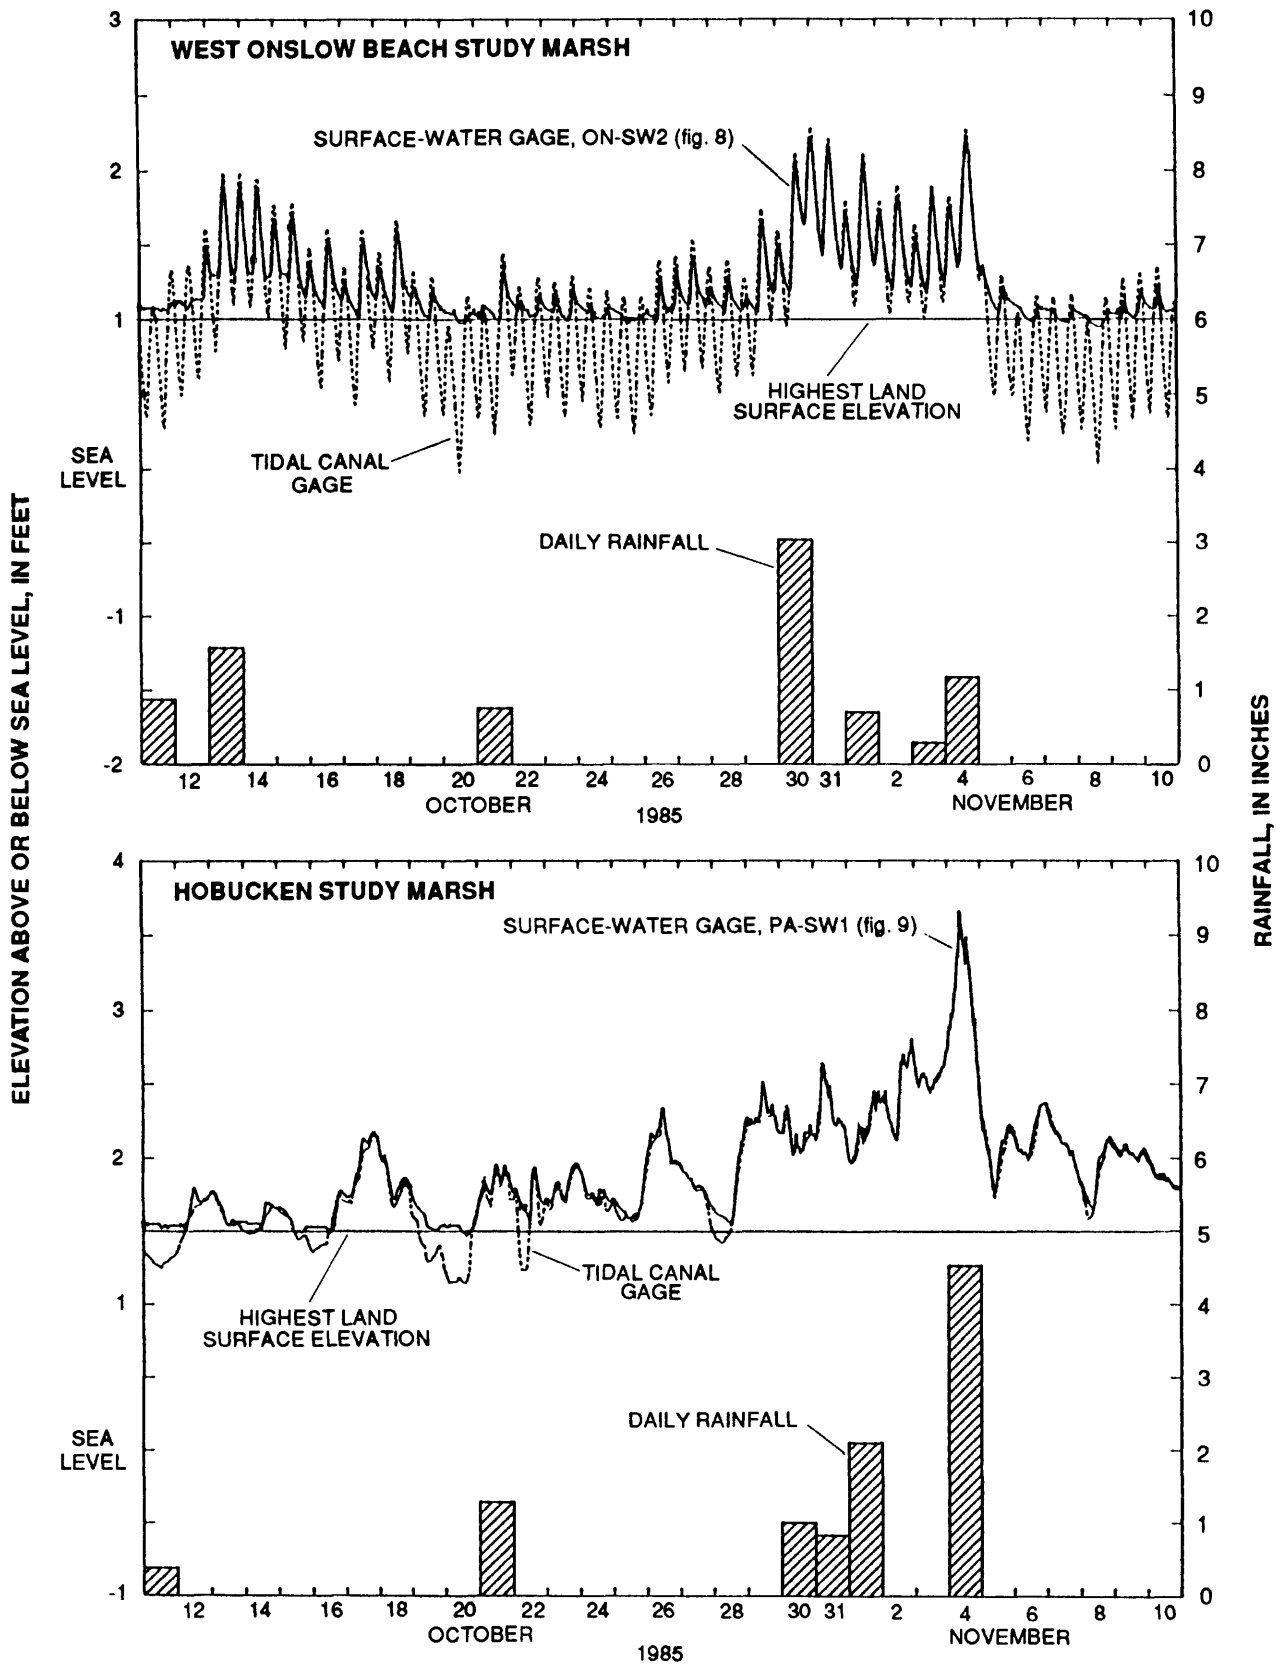 ELEVATION ABOVE OR BELOW SEA LEVEL, IN FEET
RAINFALL, IN INCHES
WEST ONSLOW BEACH STUDY MARSH
SURFACE-WATER GAGE, ON-SW2 (fig. 8)
HIGHEST LAND
SURFACE ELEVATION
TIDAL CANAL
GAGE
DAILY RAINFALL
3
2
1
SEA
LEVEL
-1
-2
10
9
8
7
6
5
4
3
2
1
0
12 14 16 18 20 22 24 26 28 30 31 2 4 6 8 10
OCTOBER NOVEMBER
1985
HOBUCKEN STUDY MARSH
SURFACE-WATER GAGE, PA-SW1 (fig. 9)
TIDAL CANAL
GAGE
HIGHEST LAND
SURFACE ELEVATION
DAILY RAINFALL
4
3
2
1
SEA
LEVEL
-1
10
9
8
7
6
5
4
3
2
1
0
12 14 16 18 20 22 24 26 28 30 31 2 4 6 8 10
OCTOBER NOVEMBER
1985